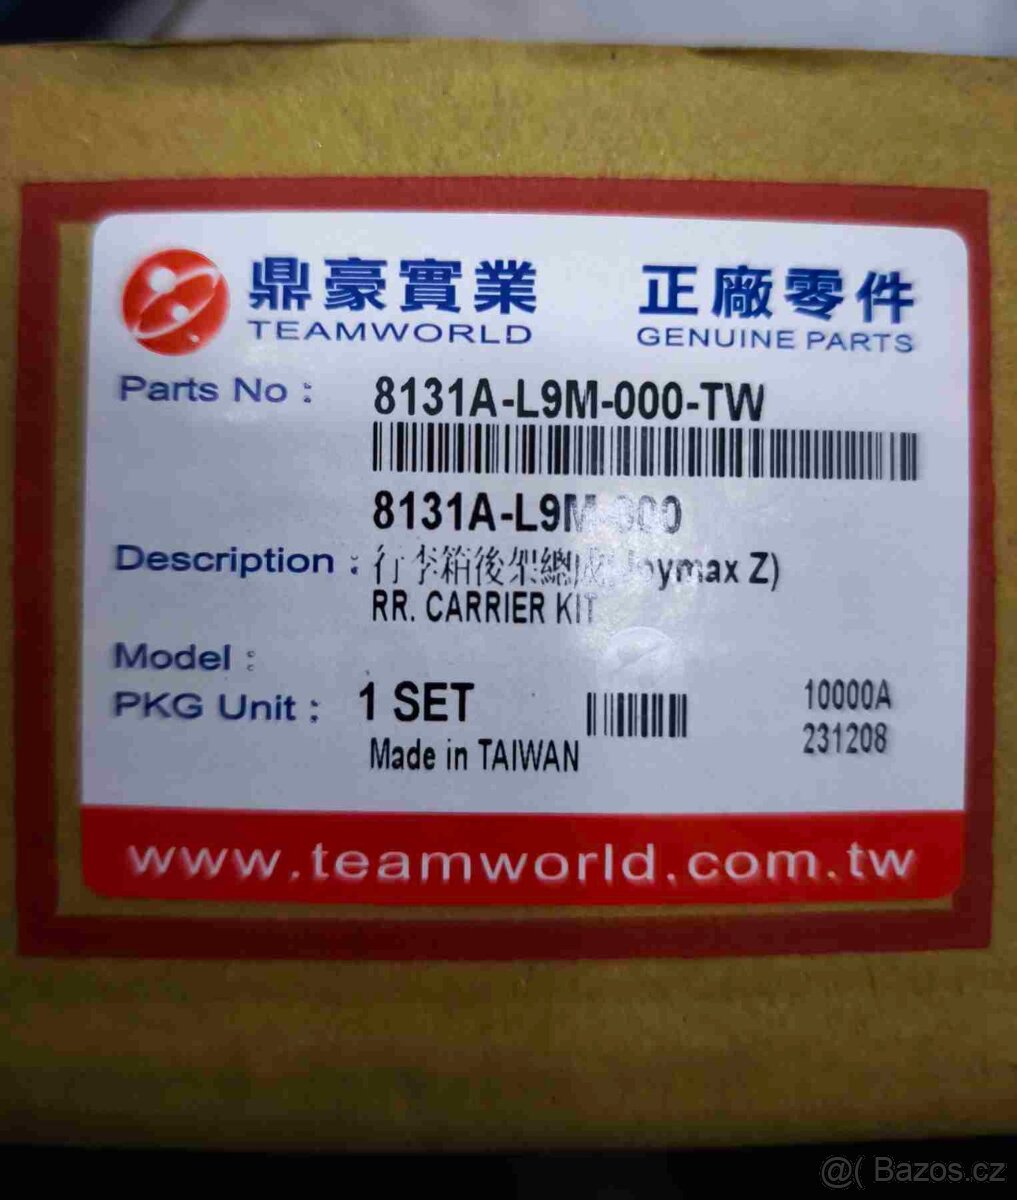 鼎豪實業 正廠零件
TEAMWORLD GENUINE PARTS
Parts No : 8131A-L9M-000-TW
8131A-L9M-000
Description : 行李箱後架總成(Joymax Z)
RR. CARRIER KIT
Model :
PKG Unit : 1 SET 10000A
Made in TAIWAN 231208
www.teamworld.com.tw
@( Bazos.cz